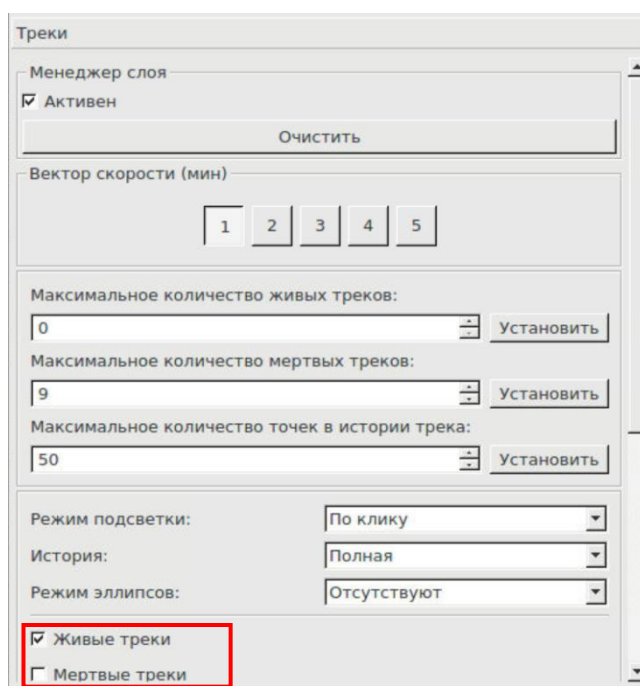 Треки
Менеджер слоя
Активен
Очистить
Вектор скорости (мин)
1 2 3 4 5
Максимальное количество живых треков:
0 Установить
Максимальное количество мертвых треков:
9 Установить
Максимальное количество точек в истории трека:
50 Установить
Режим подсветки: По клику
История: Полная
Режим эллипсов: Отсутствуют
Живые треки
Мертвые треки